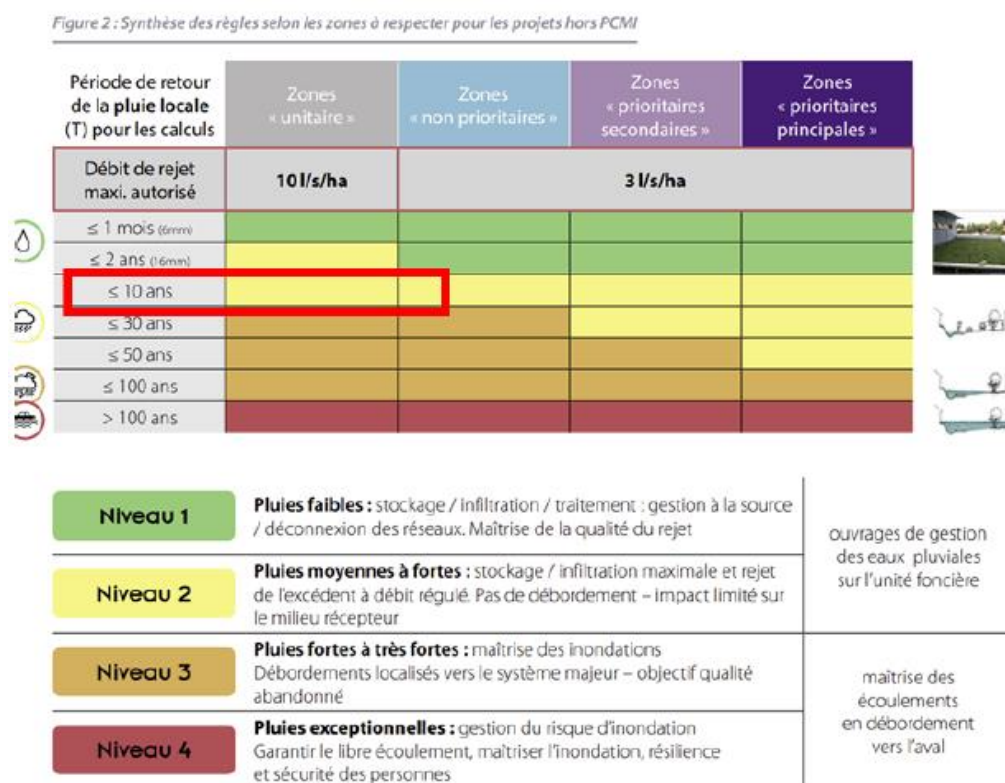 Figure 2 : Synthèse des règles selon les zones à respecter pour les projets hors PCMI
Période de retour
de la pluie locale
(T) pour les calculs
Zones
« unitaire »
Zones
« non prioritaires »
Zones
« prioritaires
secondaires »
Zones
« prioritaires
principales »
Débit de rejet
maxi. autorisé
10 l/s/ha
3 l/s/ha
≤ 1 mois (6mm)
≤ 2 ans (16mm)
≤ 10 ans
≤ 30 ans
≤ 50 ans
≤ 100 ans
> 100 ans
Niveau 1
Pluies faibles : stockage / infiltration / traitement : gestion à la source
/ déconnexion des réseaux. Maîtrise de la qualité du rejet
Niveau 2
Pluies moyennes à fortes : stockage / infiltration maximale et rejet
de l'excédent à débit régulé. Pas de débordement – impact limité sur
le milieu récepteur
ouvrages de gestion
des eaux pluviales
sur l'unité foncière
Niveau 3
Pluies fortes à très fortes : maîtrise des inondations
Débordements localisés vers le système majeur – objectif qualité
abandonné
Niveau 4
Pluies exceptionnelles : gestion du risque d'inondation
Garantir le libre écoulement, maîtriser l'inondation, résilience
et sécurité des personnes
maîtrise des
écoulements
en débordement
vers l'aval